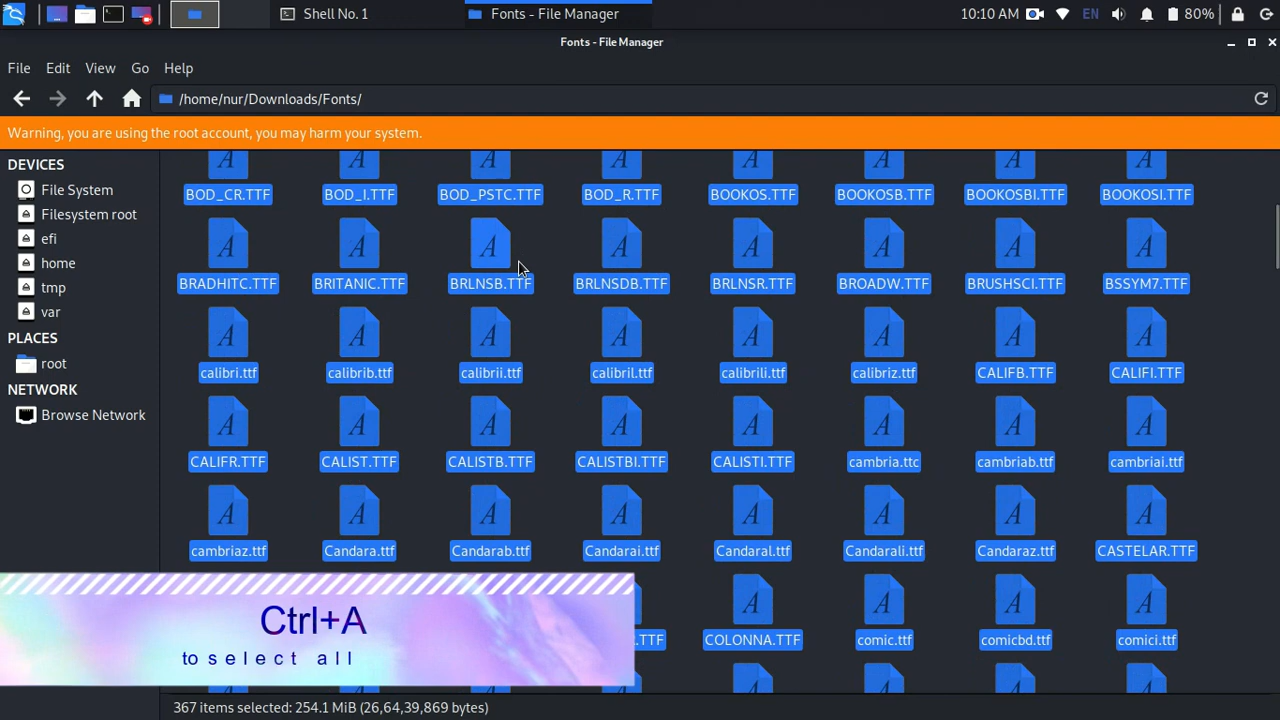 Shell No. 1
Fonts - File Manager
10:10 AM
EN
80%
Fonts - File Manager
File Edit View Go Help
/home/nur/Downloads/Fonts/
Warning, you are using the root account, you may harm your system.
DEVICES
File System
Filesystem root
efi
home
tmp
var
PLACES
root
NETWORK
Browse Network
BOD_CR.TTF BOD_I.TTF BOD_PSTC.TTF BOD_R.TTF BOOKOS.TTF BOOKOSB.TTF BOOKOSBI.TTF BOOKOSI.TTF
BRADHITC.TTF BRITANIC.TTF BRLNSB.TTF BRLNSDB.TTF BRLNSR.TTF BROADW.TTF BRUSHSCI.TTF BSSYM7.TTF
calibri.ttf calibrib.ttf calibrii.ttf calibril.ttf calibrili.ttf calibriz.ttf CALIFB.TTF CALIFI.TTF
CALIFR.TTF CALIST.TTF CALISTB.TTF CALISTBI.TTF CALISTI.TTF cambria.ttc cambriab.ttf cambriai.ttf
cambriaz.ttf Candara.ttf Candarab.ttf Candarai.ttf Candaral.ttf Candarali.ttf Candaraz.ttf CASTELAR.TTF
COLONNA.TTF comic.ttf comicbd.ttf comici.ttf
Ctrl+A
to select all
367 items selected: 254.1 MiB (26,64,39,869 bytes)